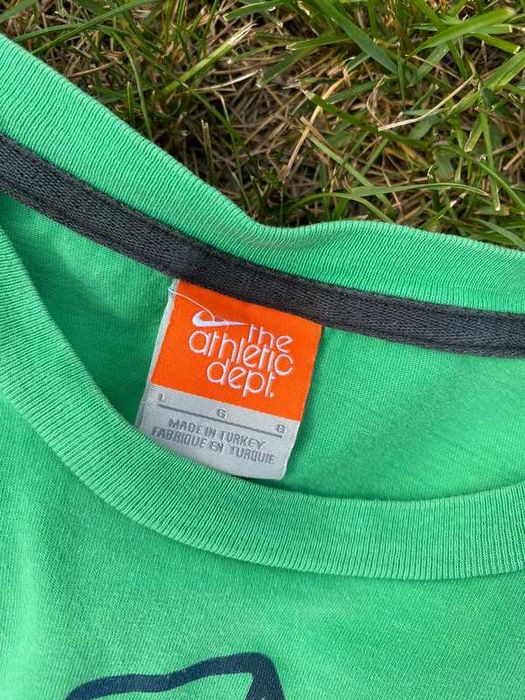 the
athletic
dept.
L G G
MADE IN TURKEY
FABRIQUE EN TURQUIE